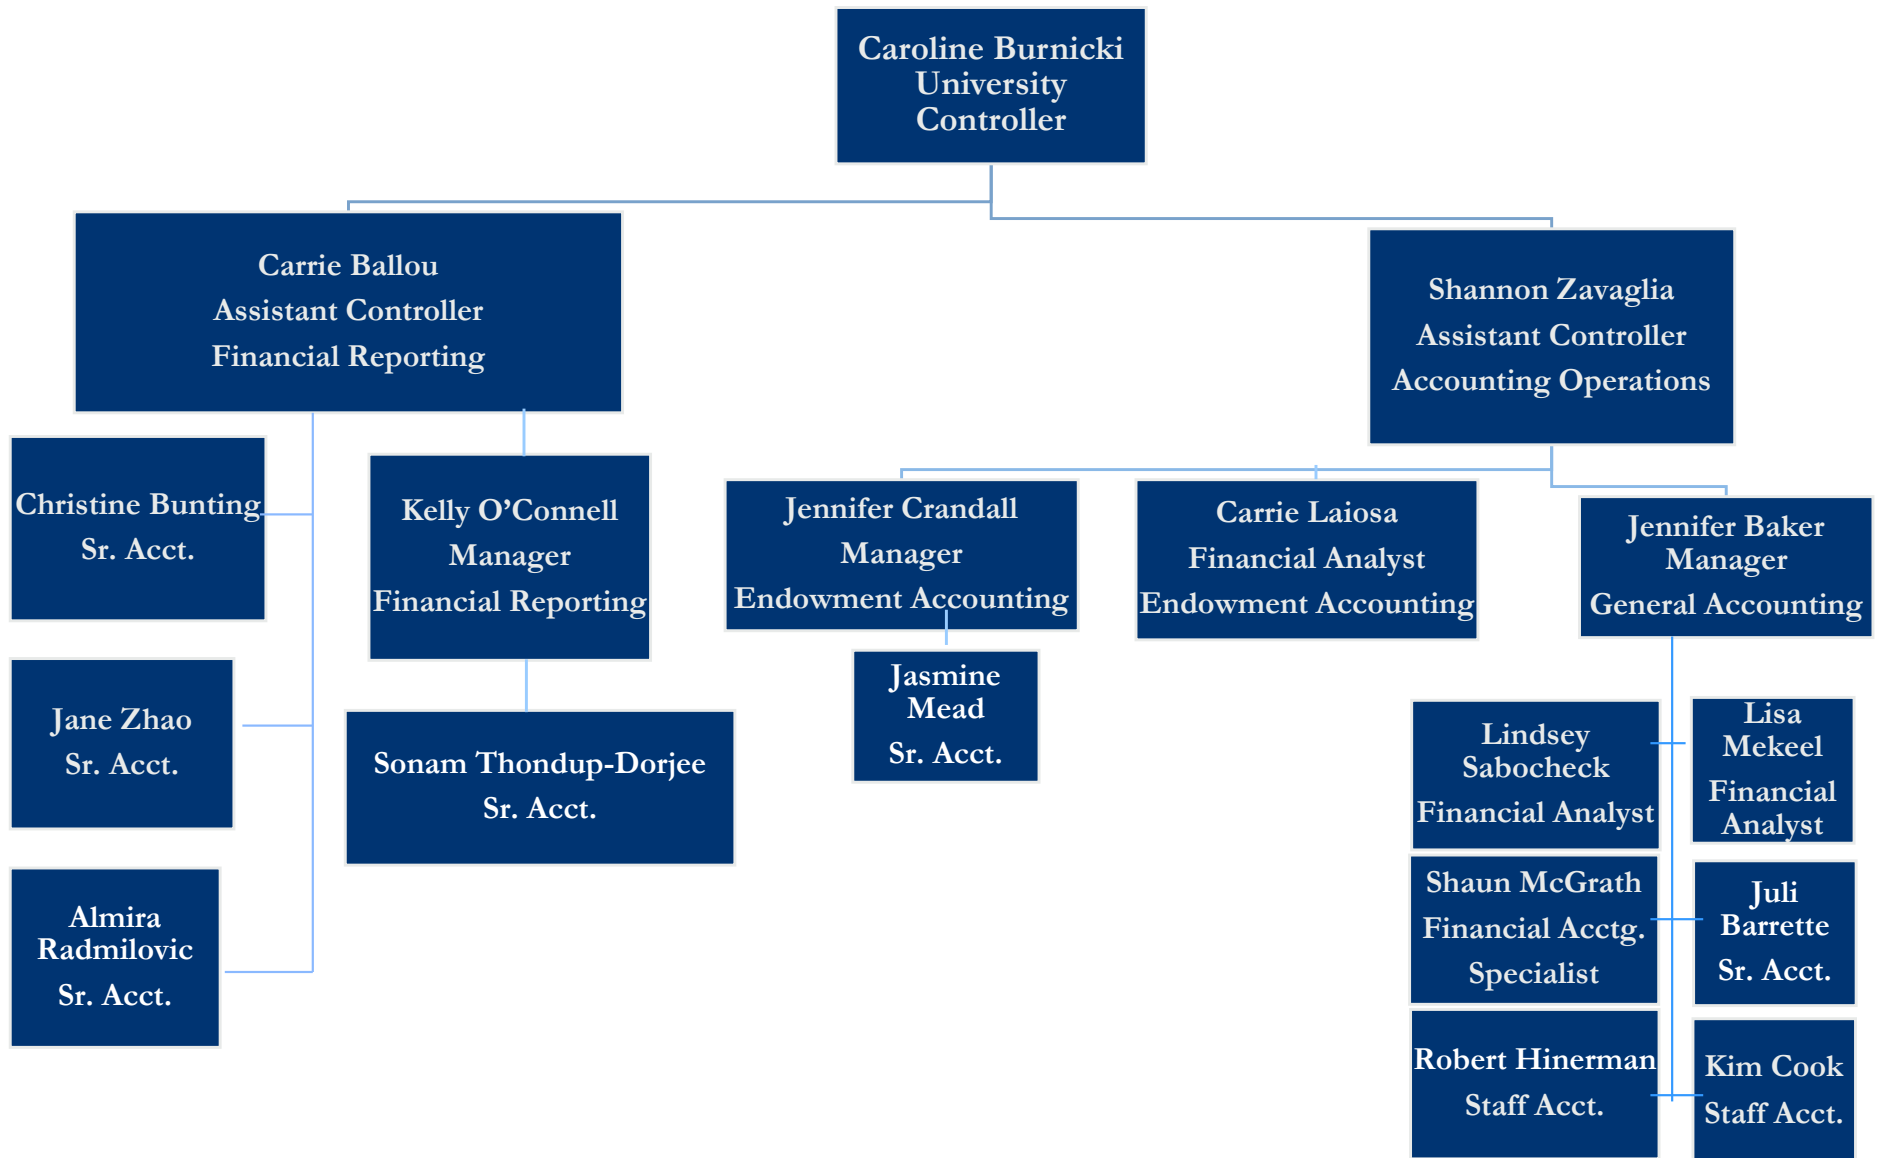 Caroline Burnicki
University
Controller
Carrie Ballou
Assistant Controller
Financial Reporting
Shannon Zavaglia
Assistant Controller
Accounting Operations
Christine Bunting
Sr. Acct.
Kelly O’Connell
Manager
Financial Reporting
Jennifer Crandall
Manager
Endowment Accounting
Carrie Laiosa
Financial Analyst
Endowment Accounting
Jennifer Baker
Manager
General Accounting
Jane Zhao
Sr. Acct.
Sonam Thondup-Dorjee
Sr. Acct.
Jasmine
Mead
Sr. Acct.
Lindsey
Sabocheck
Financial Analyst
Lisa
Mekeel
Financial
Analyst
Almira
Radmilovic
Sr. Acct.
Shaun McGrath
Financial Acctg.
Specialist
Juli
Barrette
Sr. Acct.
Robert Hinerman
Staff Acct.
Kim Cook
Staff Acct.